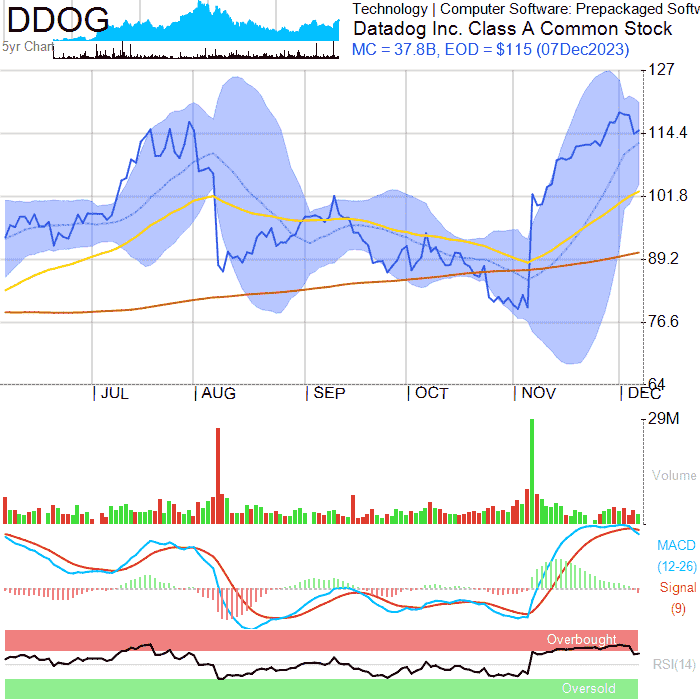 DDOG
5yr Chart
Technology | Computer Software: Prepackaged Softw
Datadog Inc. Class A Common Stock
MC = 37.8B, EOD = $115 (07Dec2023)
127
114.4
101.8
89.2
76.6
64
| JUL | AUG | SEP | OCT | NOV | DEC
29M
Volume
MACD
(12-26)
Signal
(9)
Overbought
RSI(14)
Oversold